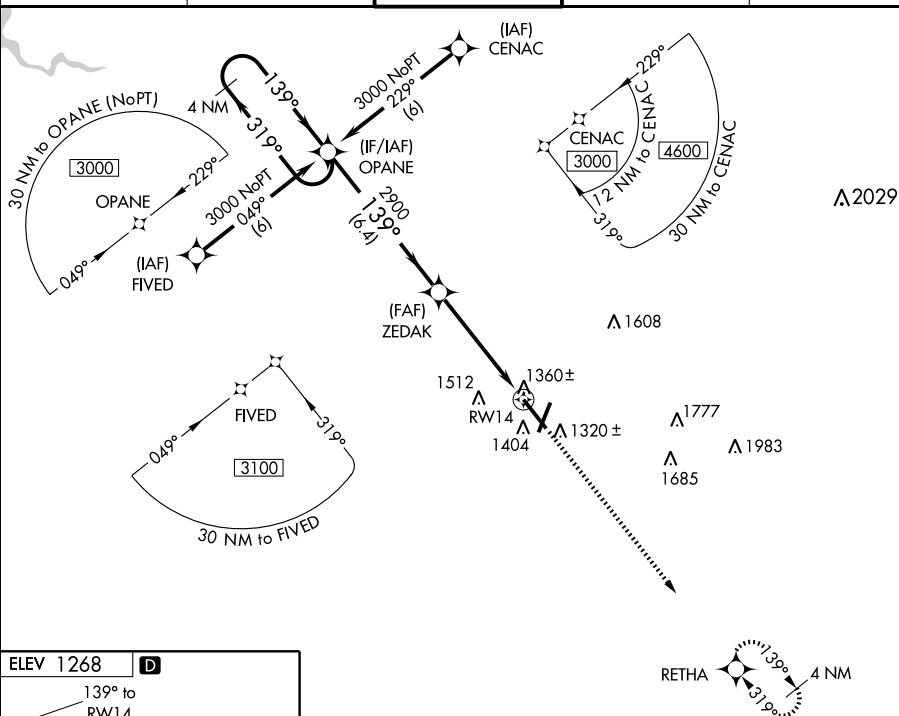 (IAF)
CENAC
3000 NoPT
229°
(6)
139°
4 NM
319°
(IF/IAF)
OPANE
3000 NoPT
049°
(6)
(IAF)
FIVED
30 NM to OPANE (NoPT)
3000
OPANE
229°
049°
229°
CENAC
3000
4600
12 NM to CENAC
30 NM to CENAC
319°
2029
2900
139°
(6.4)
(FAF)
ZEDAK
1608
1512
1360±
RW14
1404
1320±
1777
1983
1685
FIVED
049°
319°
3100
30 NM to FIVED
ELEV 1268
D
139° to
RW14
RETHA
139°
319°
4 NM